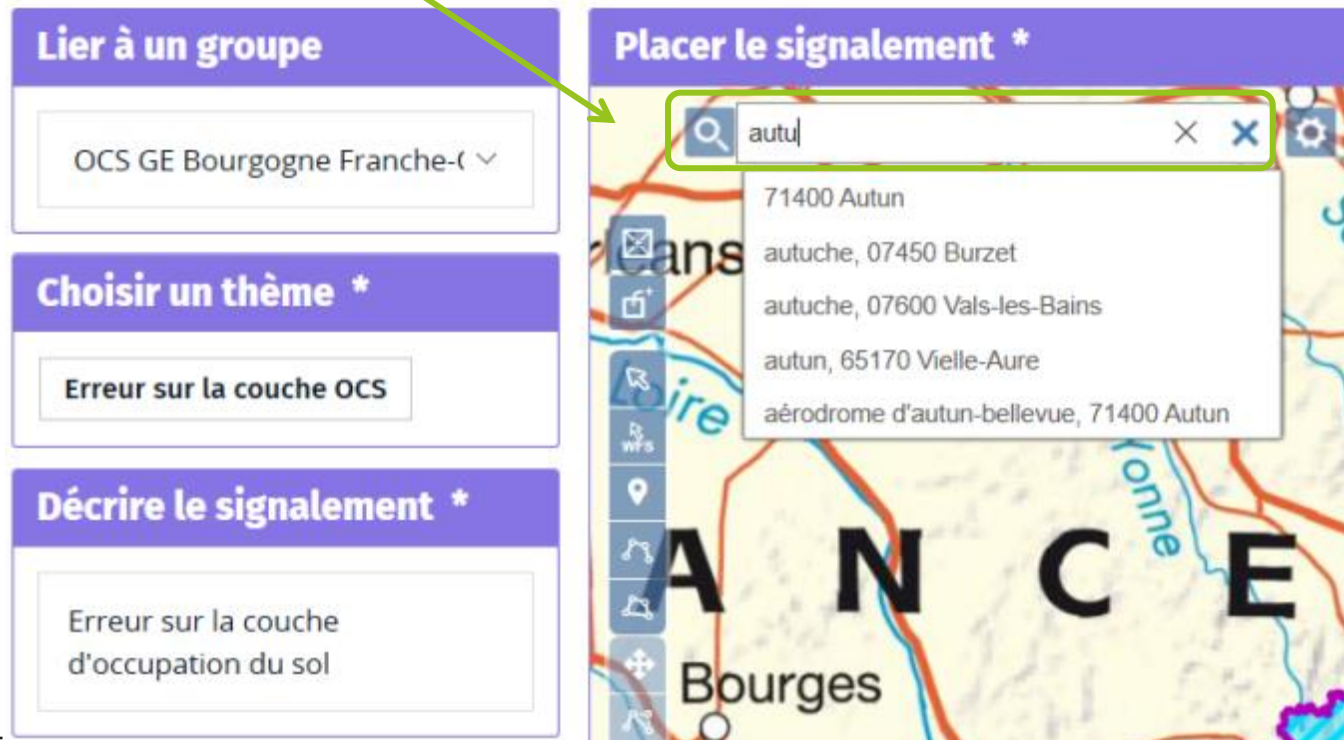 Lier à un groupe
OCS GE Bourgogne Franche-
Choisir un thème *
Erreur sur la couche OCS
Décrire le signalement *
Erreur sur la couche
d'occupation du sol
Placer le signalement *
autu
71400 Autun
autuche, 07450 Burzet
autuche, 07600 Vals-les-Bains
autun, 65170 Vielle-Aure
aérodrome d'autun-bellevue, 71400 Autun
WFS
Loire
Yonne
A N C E
Bourges